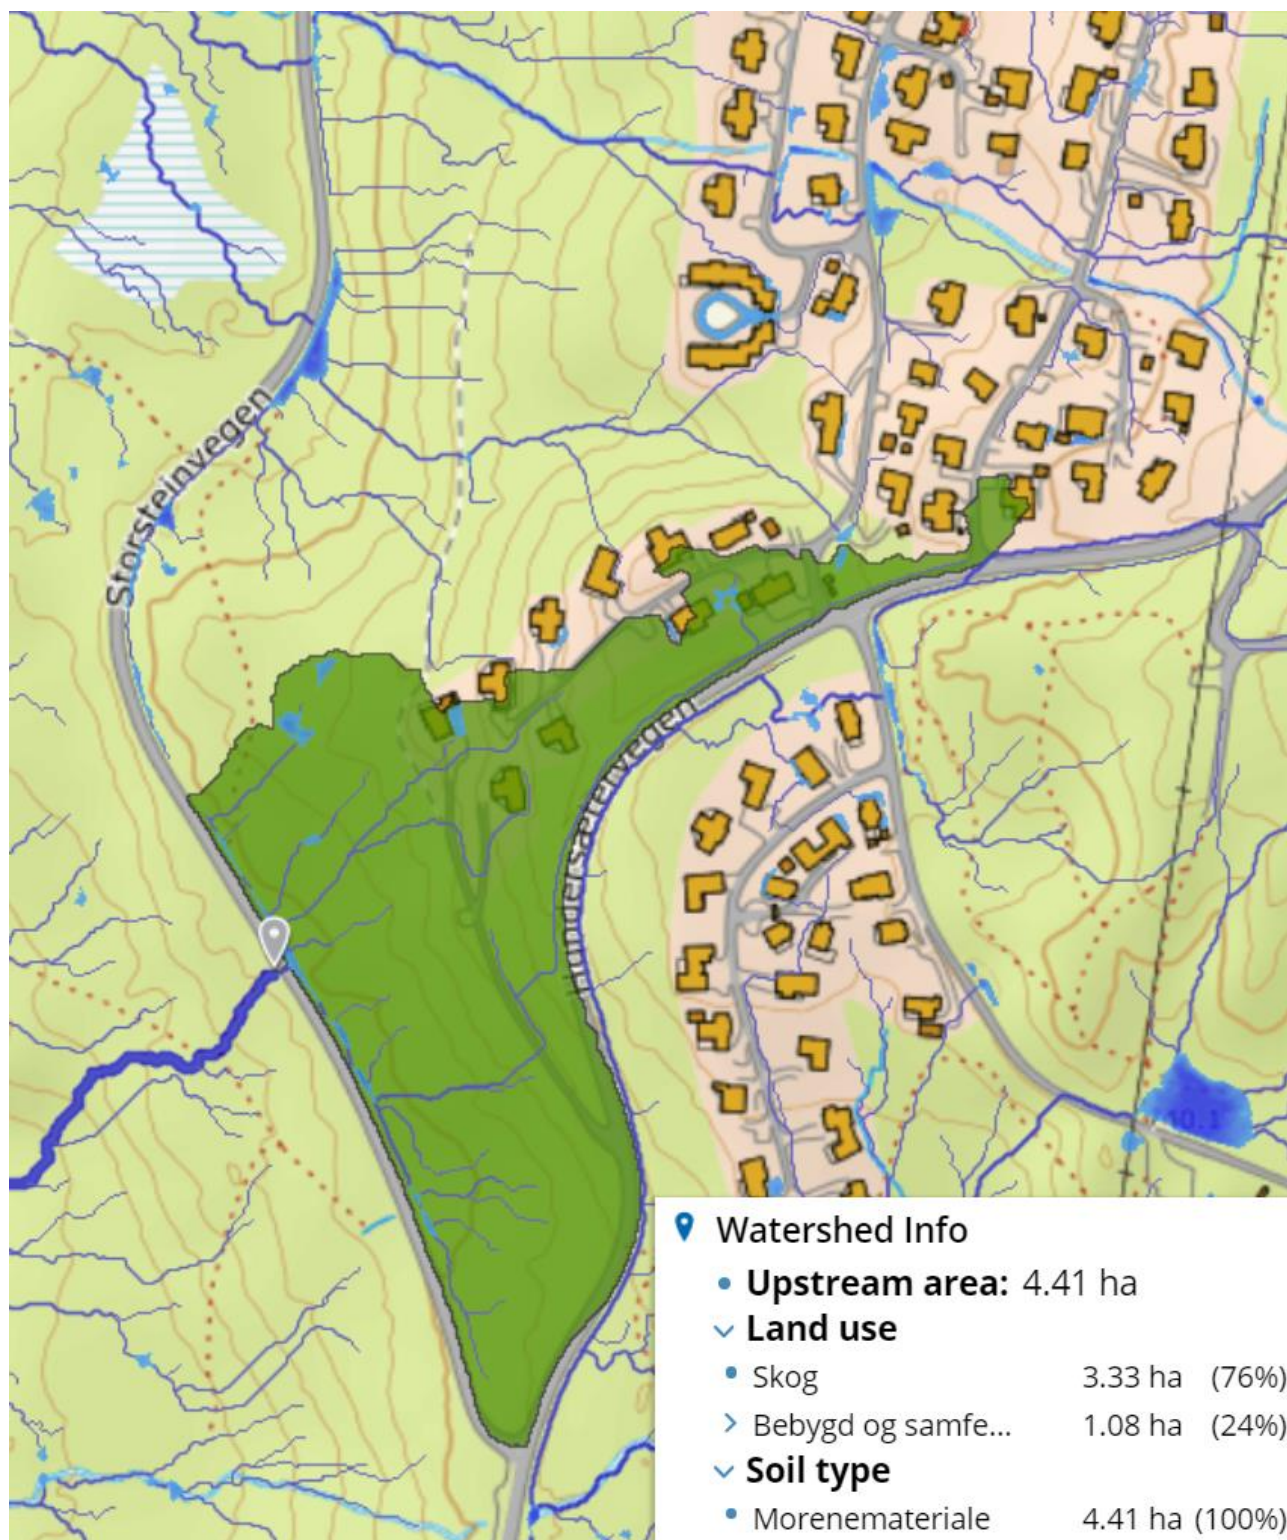 Storsteinvegen
Watershed Info
Upstream area: 4.41 ha
Land use
Skog 3.33 ha (76%)
Bebygd og samfe... 1.08 ha (24%)
Soil type
Morenemateriale 4.41 ha (100%)